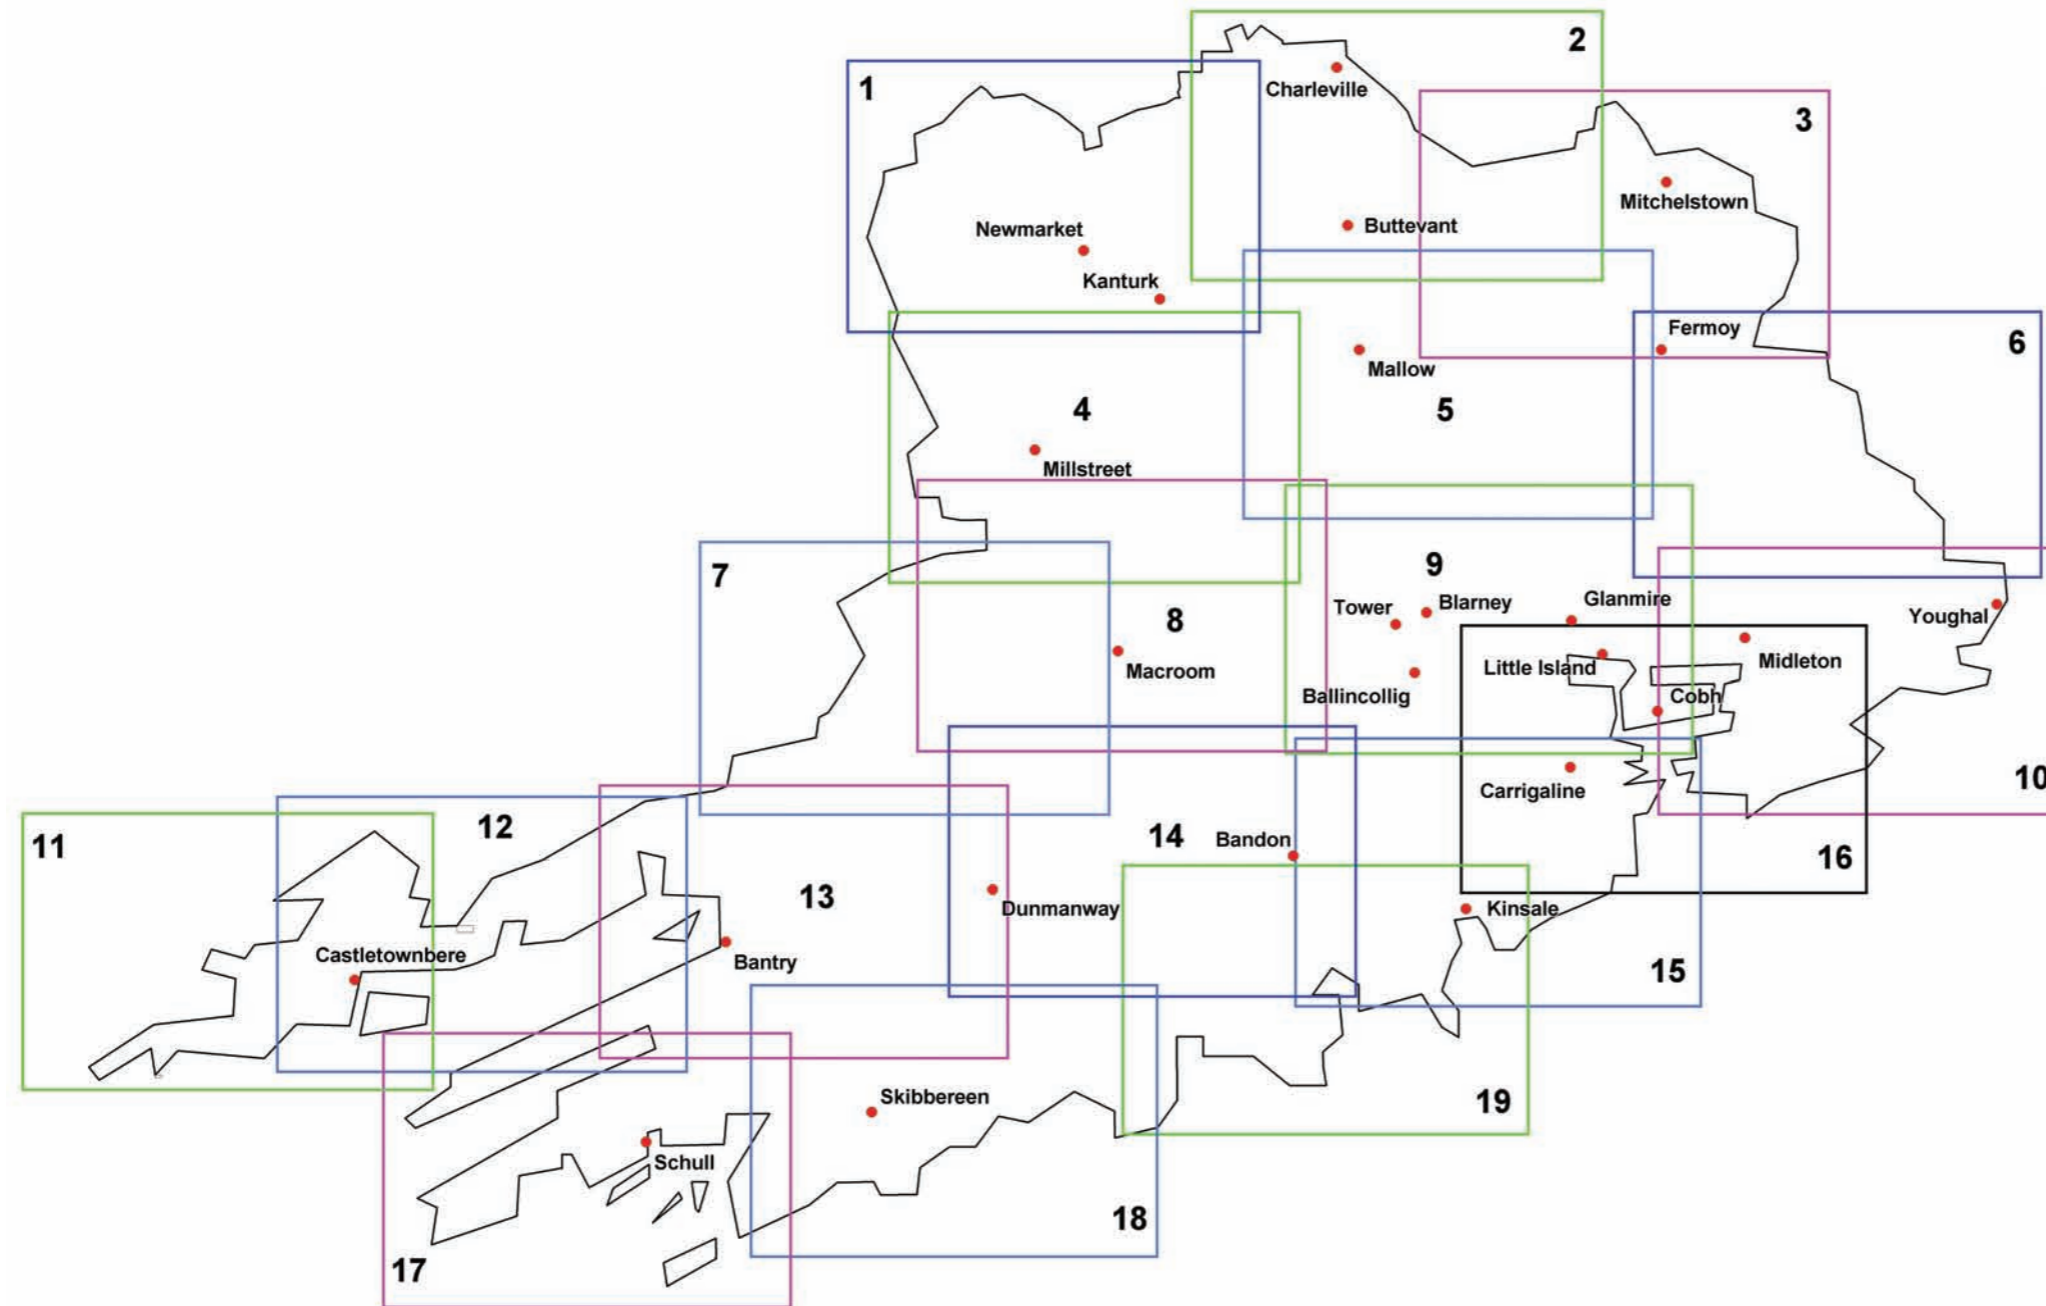 2
1
Charleville
3
Mitchelstown
Newmarket
Buttevant
Kanturk
Fermoy
6
Mallow
4
5
Millstreet
9
7
Glanmire
Tower
Blarney
Youghal
8
Little Island
Midleton
Macroom
Ballincollig
Cobh
10
Carrigaline
12
14
Bandon
11
16
13
Dunmanway
Kinsale
Castletownbere
Bantry
15
Skibbereen
19
Schull
18
17